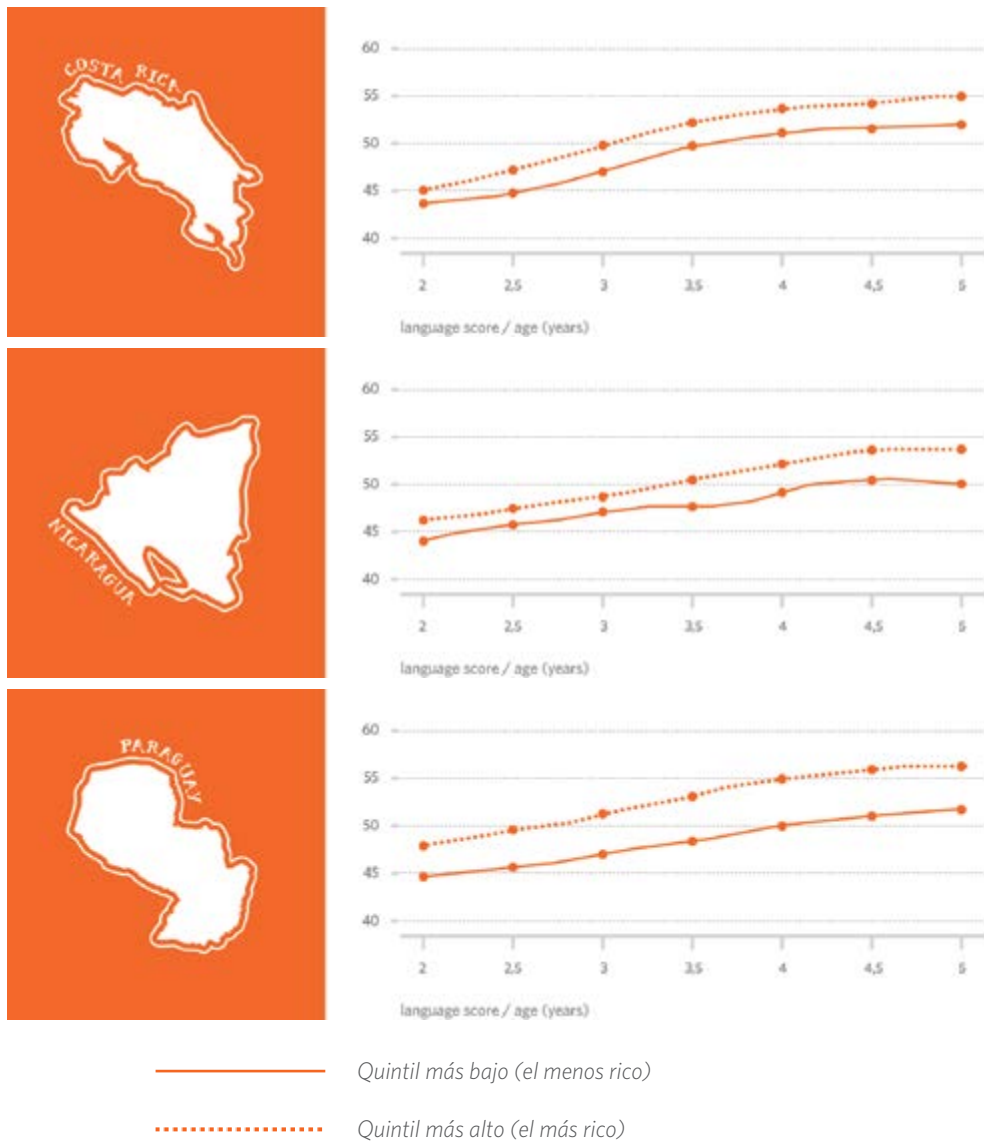 COSTA RICA
60
55
50
45
40
2 2,5 3 3,5 4 4,5 5
language score / age (years)
NICARAGUA
60
55
50
45
40
2 2,5 3 3,5 4 4,5 5
language score / age (years)
PARAGUAY
60
55
50
45
40
2 2,5 3 3,5 4 4,5 5
language score / age (years)
Quintil más bajo (el menos rico)
Quintil más alto (el más rico)